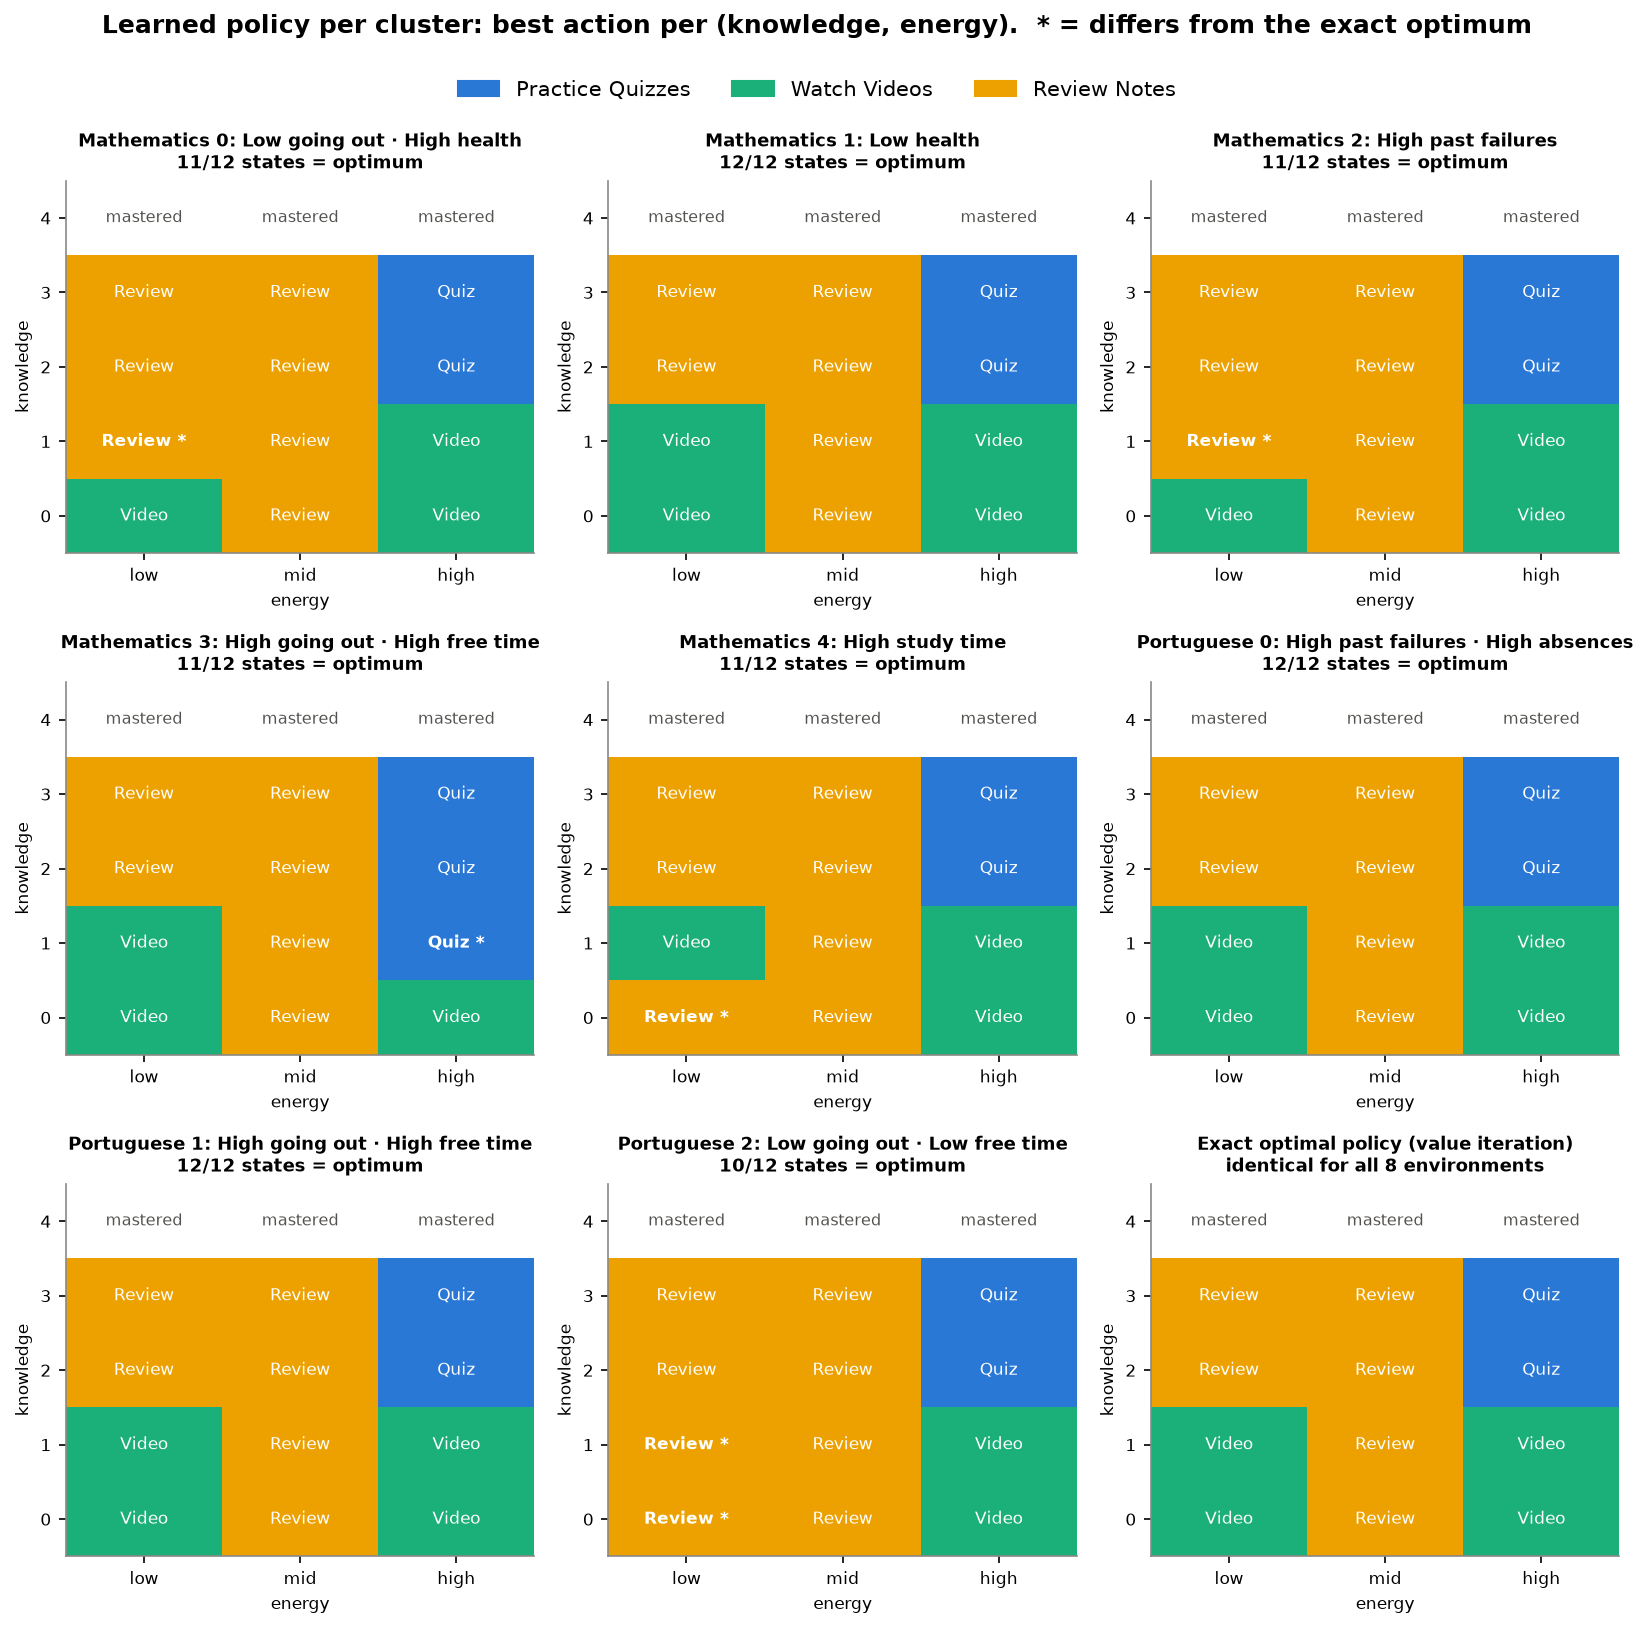 Learned policy per cluster: best action per (knowledge, energy).  * = differs from the exact optimum
Practice Quizzes Watch Videos Review Notes
Mathematics 0: Low going out · High health
11/12 states = optimum
4 mastered mastered mastered
3 Review Review Quiz
2 Review Review Quiz
1 Review * Review Video
0 Video Review Video
knowledge
low mid high
energy
Mathematics 1: Low health
12/12 states = optimum
mastered mastered mastered
Review Review Quiz
Review Review Quiz
Video Review Video
Video Review Video
knowledge
low mid high
energy
Mathematics 2: High past failures
11/12 states = optimum
4 mastered mastered mastered
3 Review Review Quiz
2 Review Review Quiz
1 Review * Review Video
0 Video Review Video
knowledge
low mid high
energy
Mathematics 3: High going out · High free time
11/12 states = optimum
4 mastered mastered mastered
3 Review Review Quiz
2 Review Review Quiz
1 Video Review Quiz *
0 Video Review Video
knowledge
low mid high
energy
Mathematics 4: High study time
11/12 states = optimum
mastered mastered mastered
Review Review Quiz
Review Review Quiz
Video Review Video
Review * Review Video
knowledge
low mid high
energy
Portuguese 0: High past failures · High absences
12/12 states = optimum
4 mastered mastered mastered
3 Review Review Quiz
2 Review Review Quiz
1 Video Review Video
0 Video Review Video
knowledge
low mid high
energy
Portuguese 1: High going out · High free time
12/12 states = optimum
4 mastered mastered mastered
3 Review Review Quiz
2 Review Review Quiz
1 Video Review Video
0 Video Review Video
knowledge
low mid high
energy
Portuguese 2: Low going out · Low free time
10/12 states = optimum
mastered mastered mastered
Review Review Quiz
Review Review Quiz
Review * Review Video
Review * Review Video
knowledge
low mid high
energy
Exact optimal policy (value iteration)
identical for all 8 environments
4 mastered mastered mastered
3 Review Review Quiz
2 Review Review Quiz
1 Video Review Video
0 Video Review Video
knowledge
low mid high
energy